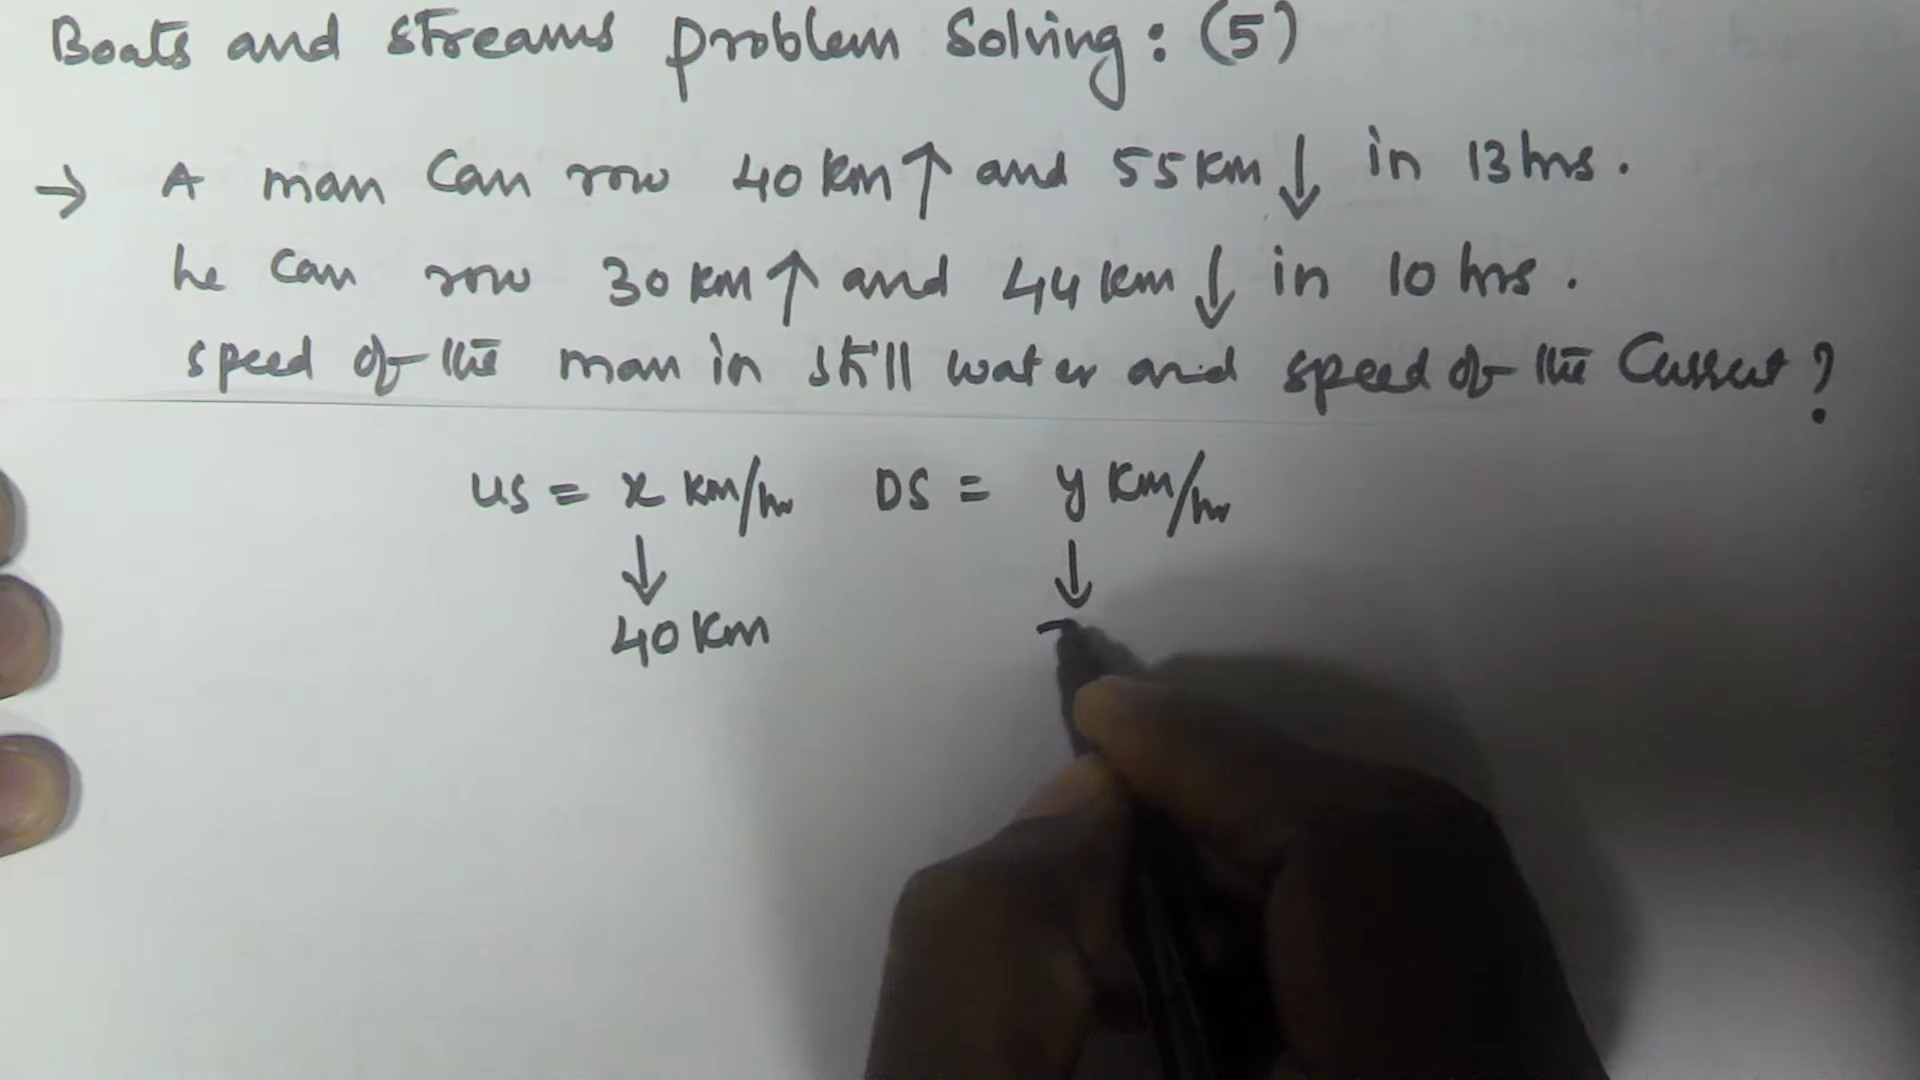 Boats and streams problem solving: (5)
→ A man can row 40 km ↑ and 55 km ↓ in 13 hrs.
he can row 30 km ↑ and 44 km ↓ in 10 hrs.
speed of the man in still water and speed of the Current?
US = x km/hr DS = y km/hr
↓ ↓
40 km